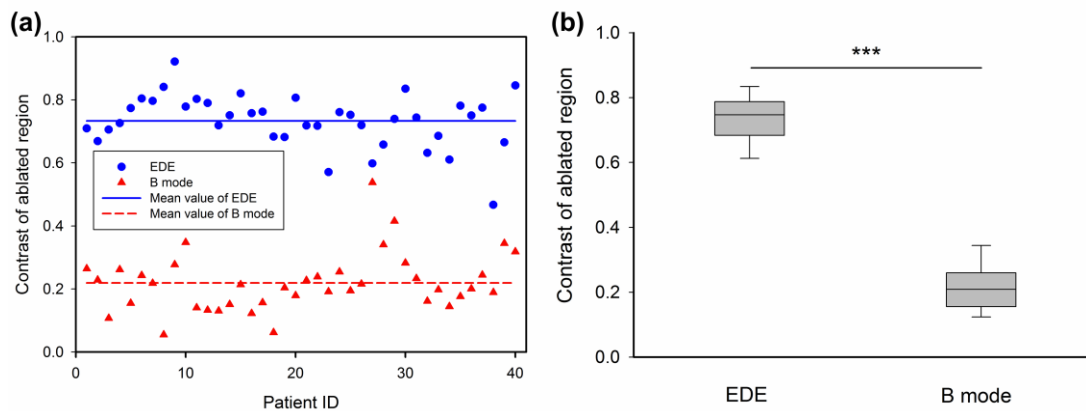 (a)
1.0
0.8
0.6
0.4
0.2
0.0
Contrast of ablated region
EDE
B mode
Mean value of EDE
Mean value of B mode
0
10
20
30
40
Patient ID
(b)
1.0
0.8
0.6
0.4
0.2
0.0
Contrast of ablated region
***
EDE
B mode